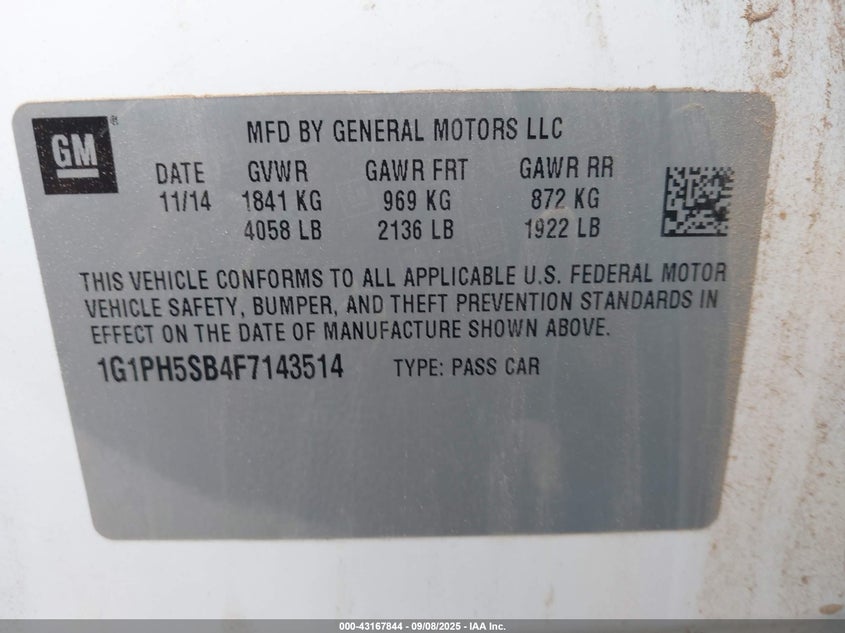 GM®
MFD BY GENERAL MOTORS LLC
DATE GVWR GAWR FRT GAWR RR
11/14 1841 KG 969 KG 872 KG
4058 LB 2136 LB 1922 LB
THIS VEHICLE CONFORMS TO ALL APPLICABLE U.S. FEDERAL MOTOR
VEHICLE SAFETY, BUMPER, AND THEFT PREVENTION STANDARDS IN
EFFECT ON THE DATE OF MANUFACTURE SHOWN ABOVE.
1G1PH5SB4F7143514 TYPE: PASS CAR
000-43167844 - 09/08/2025 - IAA Inc.